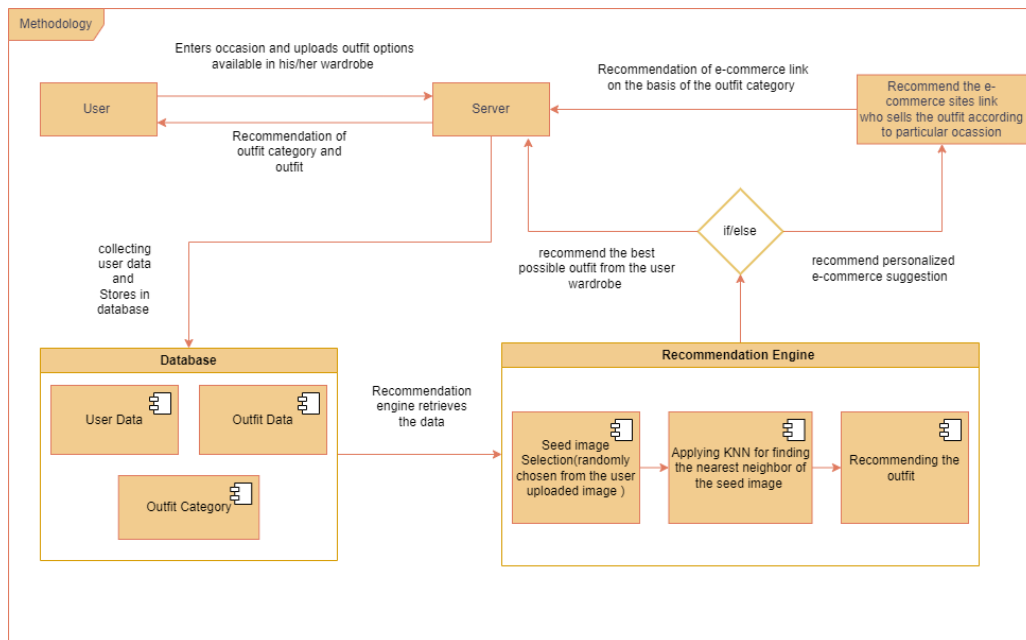 Methodology
Enters occasion and uploads outfit options
available in his/her wardrobe
User
Server
Recommendation of
outfit category and
outfit
Recommendation of e-commerce link
on the basis of the outfit category
Recommend the e-
commerce sites link
who sells the outfit according
to particular ocassion
if/else
recommend the best
possible outfit from the user
wardrobe
recommend personalized
e-commerce suggestion
collecting
user data
and
Stores in
database
Database
User Data
Outfit Data
Outfit Category
Recommendation
engine retrieves
the data
Recommendation Engine
Seed image
Selection(randomly
chosen from the user
uploaded image )
Applying KNN for finding
the nearest neighbor of
the seed image
Recommending the
outfit